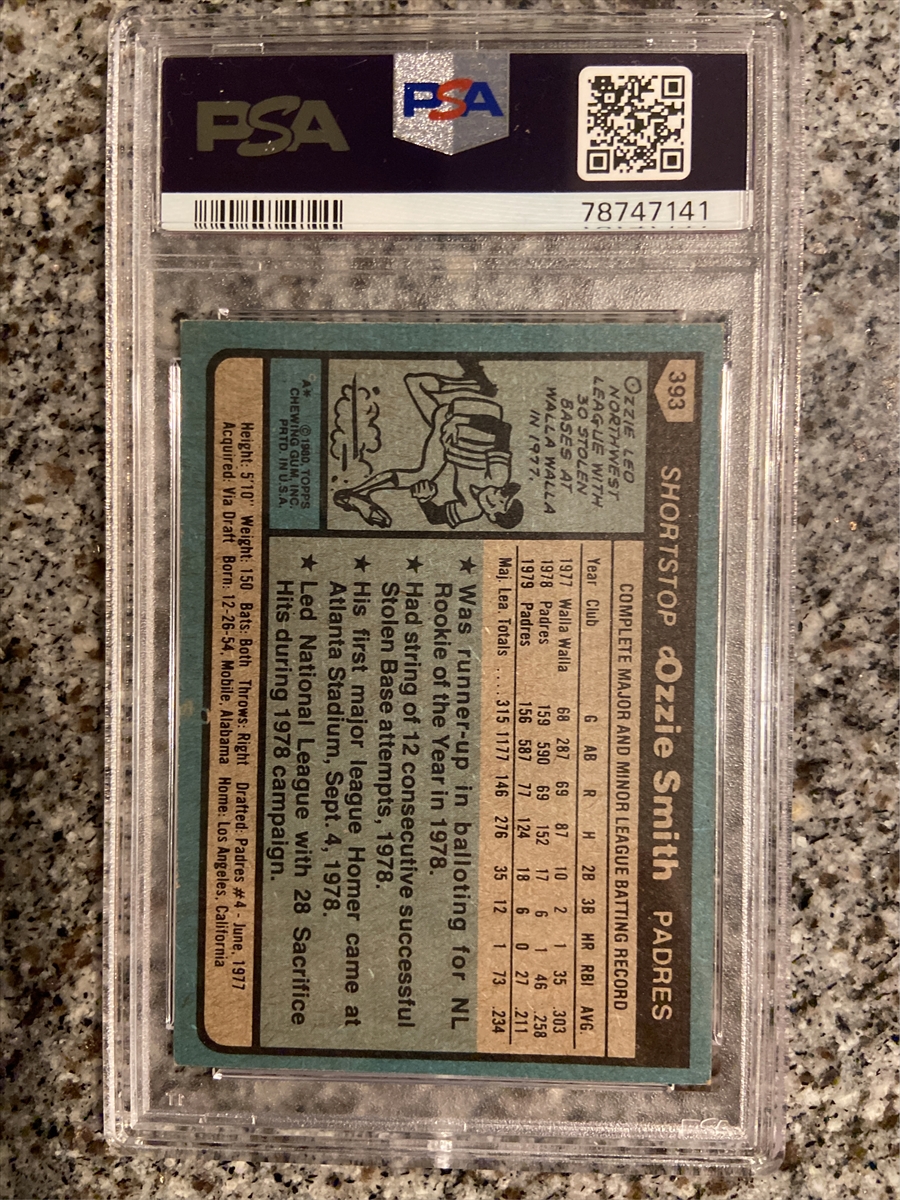 PSA
PSA
78747141
393
SHORTSTOP Ozzie Smith PADRES
OZZIE LED
NORTHWEST
LEAGUE WITH
30 STOLEN
BASES AT
WALLA WALLA
IN 1977.
A* ©1980, TOPPS
CHEWING GUM, INC.
PRTD. IN U.S.A.
COMPLETE MAJOR AND MINOR LEAGUE BATTING RECORD
Year Club G AB R H 2B 3B HR RBI AVG.
1977 Walla Walla 68 287 69 87 10 2 1 35 .303
1978 Padres 159 590 69 152 17 6 1 46 .258
1979 Padres 156 587 77 124 18 6 0 27 .211
Maj. Lea. Totals ..... 315 1177 146 276 35 12 1 73 .234
★ Was runner-up in balloting for NL
Rookie of the Year in 1978.
★ Had string of 12 consecutive successful
Stolen Base attempts, 1978.
★ His first major league Homer came at
Atlanta Stadium, Sept. 4, 1978.
★ Led National League with 28 Sacrifice
Hits during 1978 campaign.
Height: 5'10" Weight: 150 Bats: Both Throws: Right Drafted: Padres #4 - June, 1977
Acquired: Via Draft Born: 12-26-54, Mobile, Alabama Home: Los Angeles, California